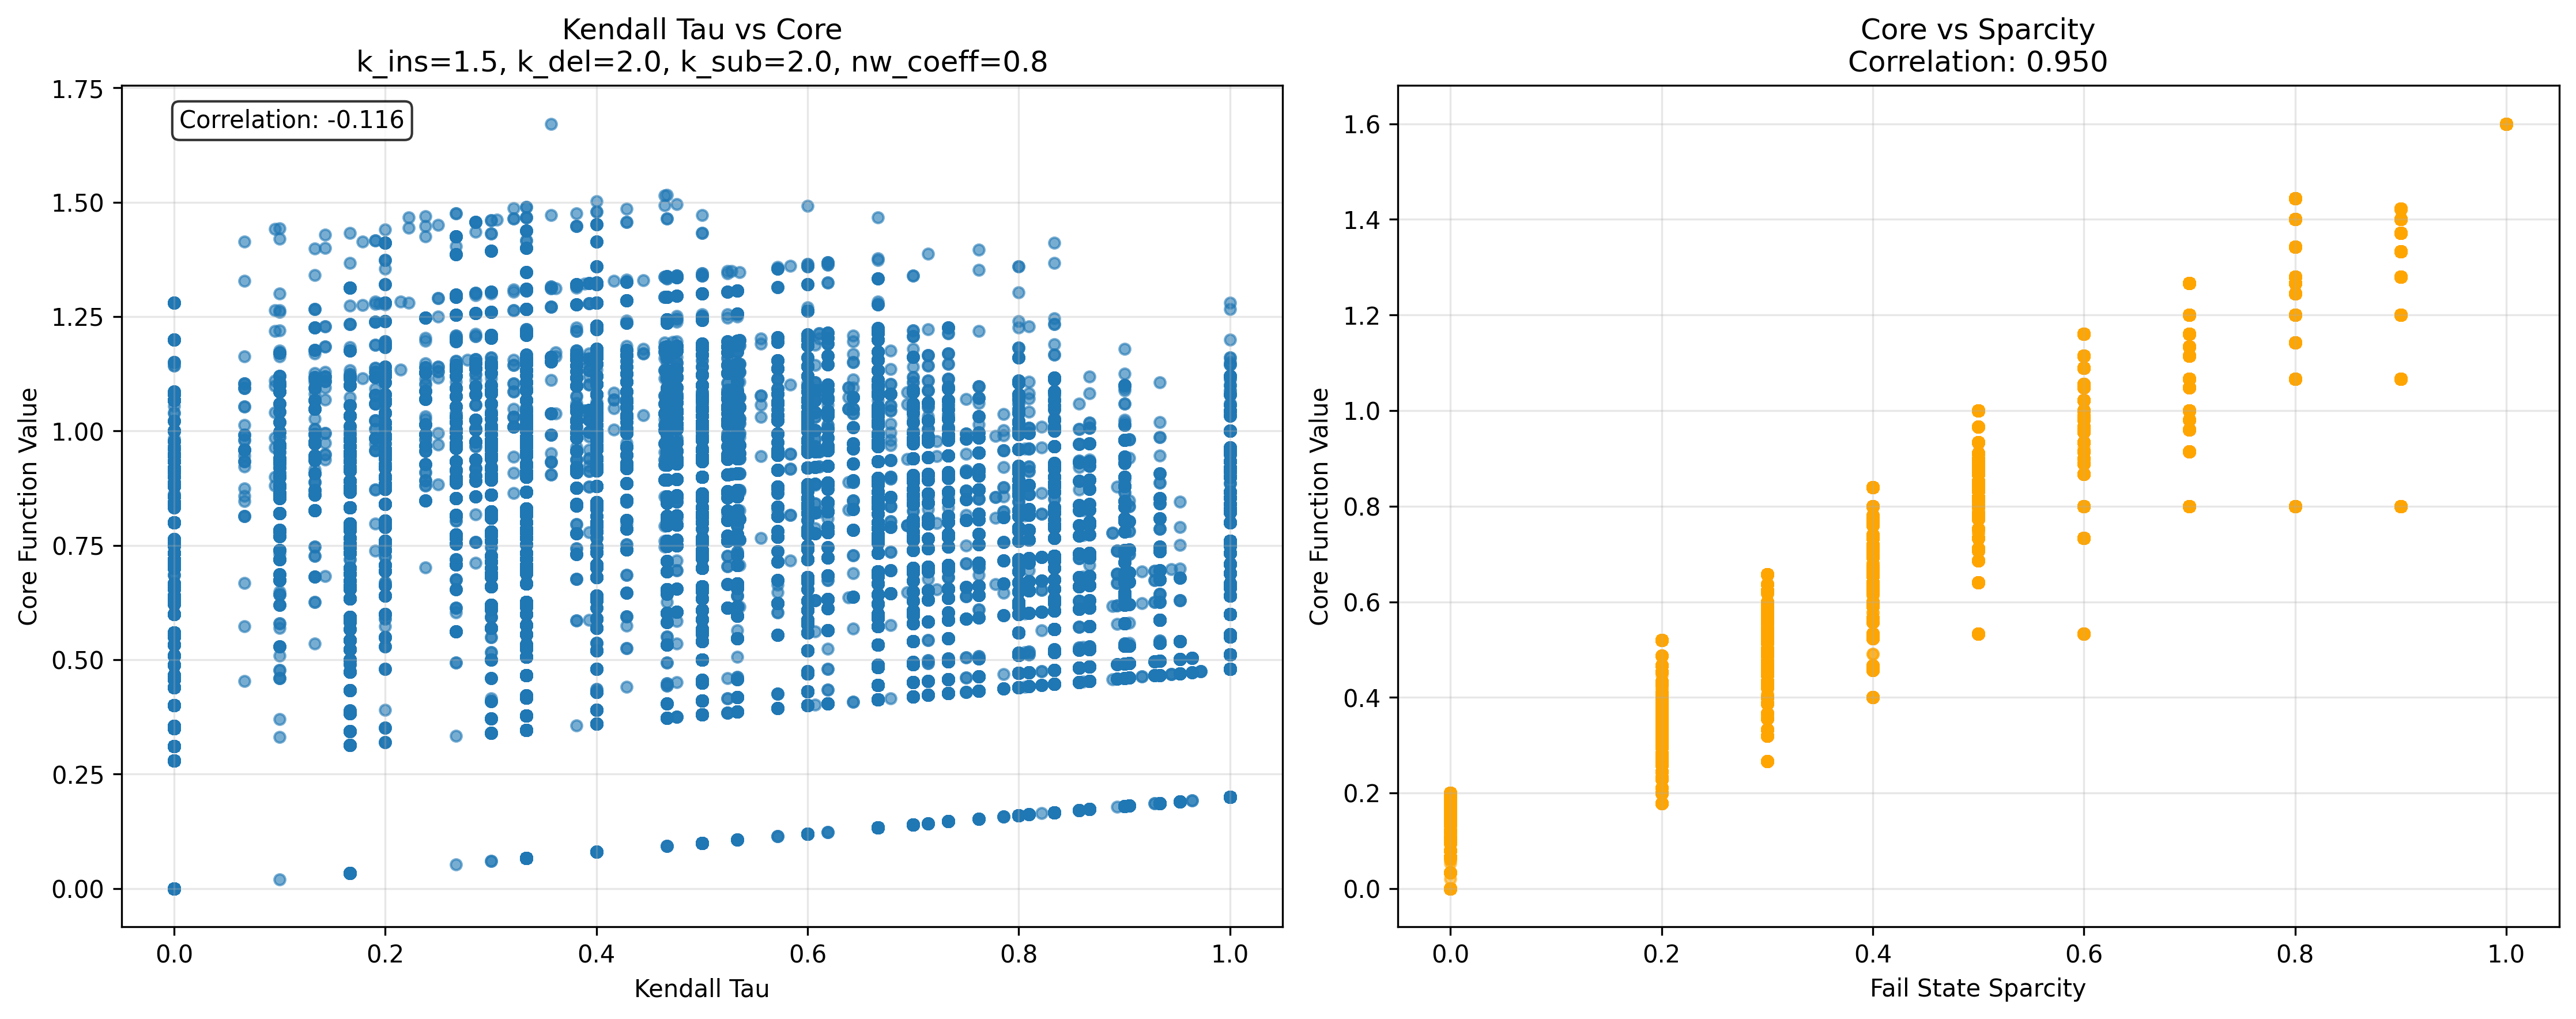 Kendall Tau vs Core
k_ins=1.5, k_del=2.0, k_sub=2.0, nw_coeff=0.8
Correlation: -0.116
Core Function Value
1.75
1.50
1.25
1.00
0.75
0.50
0.25
0.00
0.0 0.2 0.4 0.6 0.8 1.0
Kendall Tau
Core vs Sparcity
Correlation: 0.950
Core Function Value
1.6
1.4
1.2
1.0
0.8
0.6
0.4
0.2
0.0
0.0 0.2 0.4 0.6 0.8 1.0
Fail State Sparcity